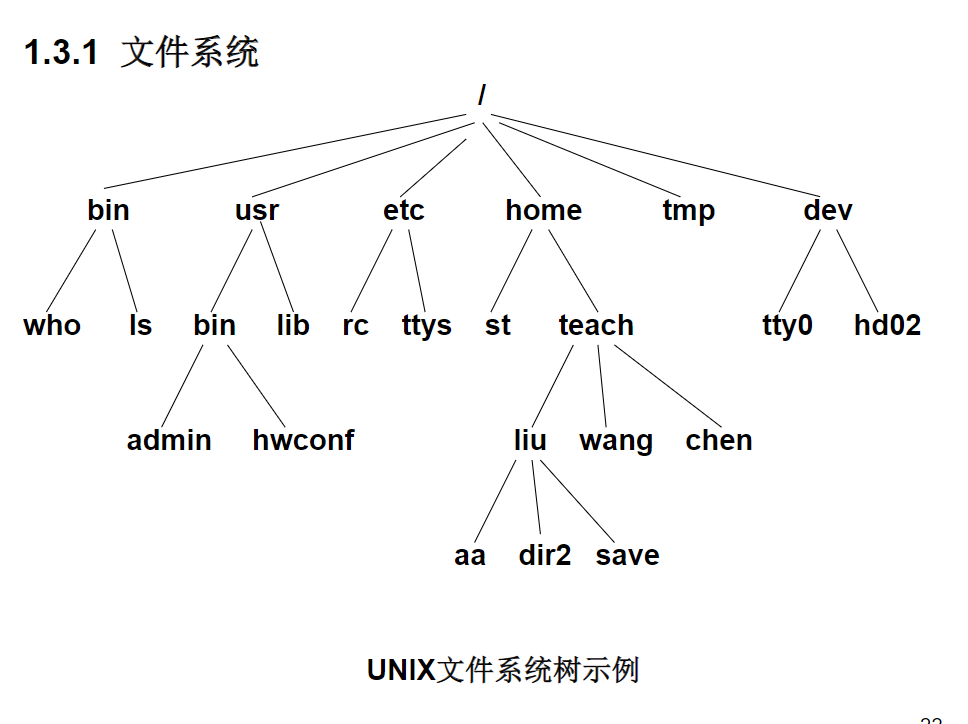 1.3.1 文件系统
/
bin usr etc home tmp dev
who ls bin lib rc ttys st teach tty0 hd02
admin hwconf liu wang chen
aa dir2 save
UNIX文件系统树示例